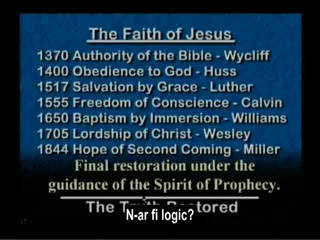 The Faith of Jesus
1370 Authority of the Bible - Wycliff
1400 Obedience to God - Huss
1517 Salvation by Grace - Luther
1555 Freedom of Conscience - Calvin
1650 Baptism by Immersion - Williams
1705 Lordship of Christ - Wesley
1844 Hope of Second Coming - Miller
Final restoration under the
guidance of the Spirit of Prophecy.
The Restored
N-ar fi logic?